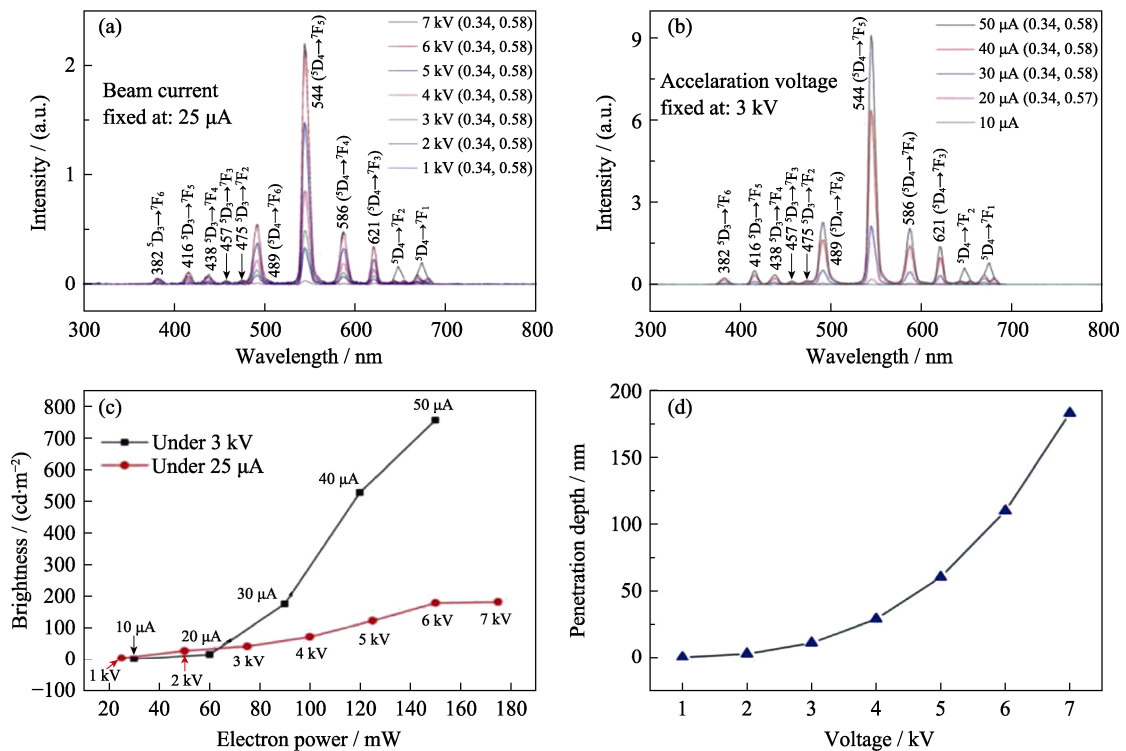 (a)
Beam current
fixed at: 25 μA
7 kV (0.34, 0.58)
6 kV (0.34, 0.58)
5 kV (0.34, 0.58)
4 kV (0.34, 0.58)
3 kV (0.34, 0.58)
2 kV (0.34, 0.58)
1 kV (0.34, 0.58)
382 ⁵D₃→⁷F₆
416 ⁵D₃→⁷F₅
438 ⁵D₃→⁷F₄
457 ⁵D₃→⁷F₃
475 ⁵D₃→⁷F₂
489 (⁵D₄→⁷F₆)
544 (⁵D₄→⁷F₅)
586 (⁵D₄→⁷F₄)
621 (⁵D₄→⁷F₃)
⁵D₄→⁷F₂
⁵D₄→⁷F₁
Intensity / (a.u.)
2
1
0
300 400 500 600 700 800
Wavelength / nm
(b)
Accelaration voltage
fixed at: 3 kV
50 μA (0.34, 0.58)
40 μA (0.34, 0.58)
30 μA (0.34, 0.58)
20 μA (0.34, 0.57)
10 μA
382 ⁵D₃→⁷F₆
416 ⁵D₃→⁷F₅
438 ⁵D₃→⁷F₄
457 ⁵D₃→⁷F₃
475 ⁵D₃→⁷F₂
489 (⁵D₄→⁷F₆)
544 (⁵D₄→⁷F₅)
586 (⁵D₄→⁷F₄)
621 (⁵D₄→⁷F₃)
⁵D₄→⁷F₂
⁵D₄→⁷F₁
Intensity / (a.u.)
9
6
3
0
300 400 500 600 700 800
Wavelength / nm
(c)
Under 3 kV
Under 25 μA
50 μA
40 μA
30 μA
10 μA
20 μA
1 kV
2 kV
3 kV
4 kV
5 kV
6 kV
7 kV
Brightness / (cd·m⁻²)
800
700
600
500
400
300
200
100
0
−100
20 40 60 80 100 120 140 160 180
Electron power / mW
(d)
Penetration depth / nm
200
150
100
50
0
1 2 3 4 5 6 7
Voltage / kV